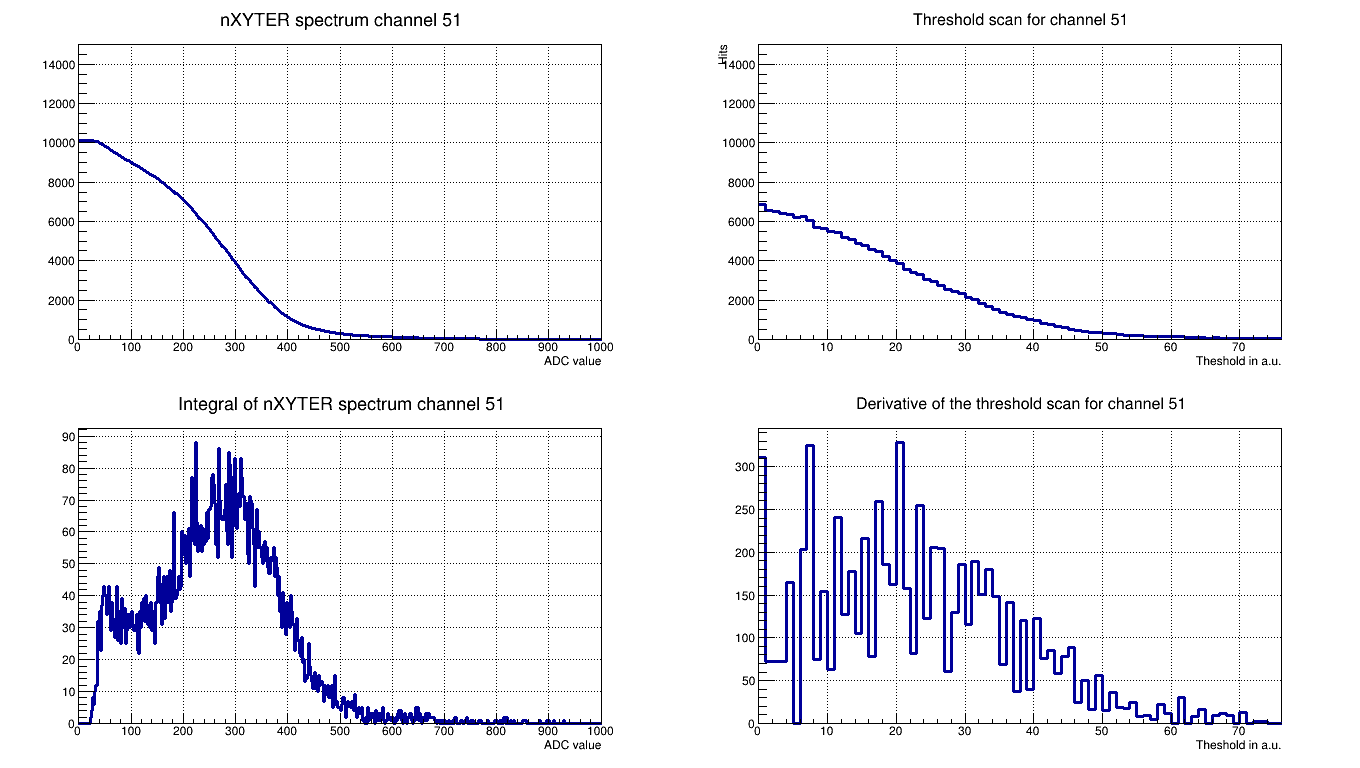 nXYTER spectrum channel 51
14000
12000
10000
8000
6000
4000
2000
0
0 100 200 300 400 500 600 700 800 900 1000
ADC value
Threshold scan for channel 51
Hits
14000
12000
10000
8000
6000
4000
2000
0
0 10 20 30 40 50 60 70
Theshold in a.u.
Integral of nXYTER spectrum channel 51
90
80
70
60
50
40
30
20
10
0
0 100 200 300 400 500 600 700 800 900 1000
ADC value
Derivative of the threshold scan for channel 51
300
250
200
150
100
50
0
0 10 20 30 40 50 60 70
Theshold in a.u.